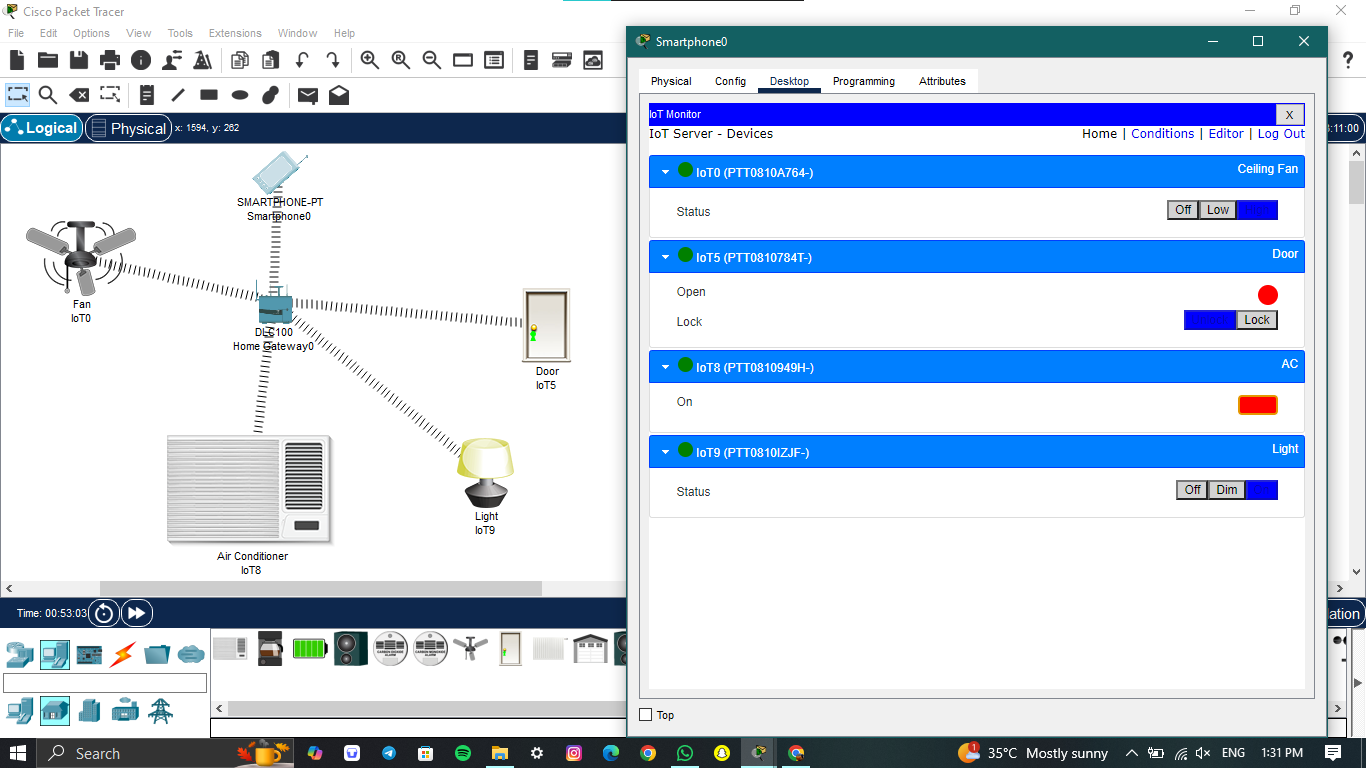 Cisco Packet Tracer
File Edit Options View Tools Extensions Window Help
Logical
Physical
x: 1594, y: 262
:11:00
SMARTPHONE-PT
Smartphone0
Fan
IoT0
DLC100
Home Gateway0
Door
IoT5
Light
IoT9
Air Conditioner
IoT8
Time: 00:53:03
Smartphone0
Physical Config Desktop Programming Attributes
IoT Monitor
X
IoT Server - Devices
Home | Conditions | Editor | Log Out
IoT0 (PTT0810A764-)
Ceiling Fan
Status
Off Low
IoT5 (PTT0810784T-)
Door
Open
Lock
Lock
IoT8 (PTT0810949H-)
AC
On
IoT9 (PTT0810IZJF-)
Light
Status
Off Dim
Top
Search
1
35°C Mostly sunny
ENG
1:31 PM